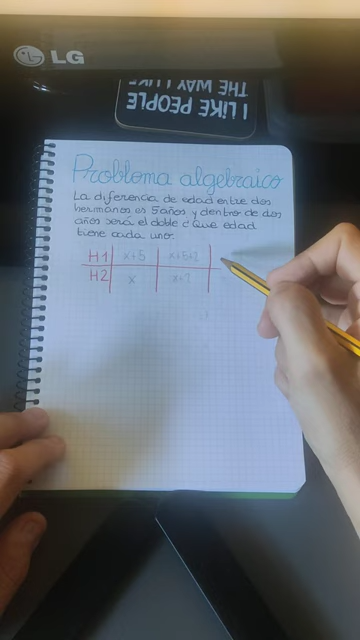 LG
I LIKE PEOPLE
THE WAY I LIKE
Problema algebraico
La diferencia de edad entre dos
hermanos es 5 años y dentro de dos
años será el doble ¿Que edad
tiene cada uno.
H1 x+5 x+5+2
H2 x x+2